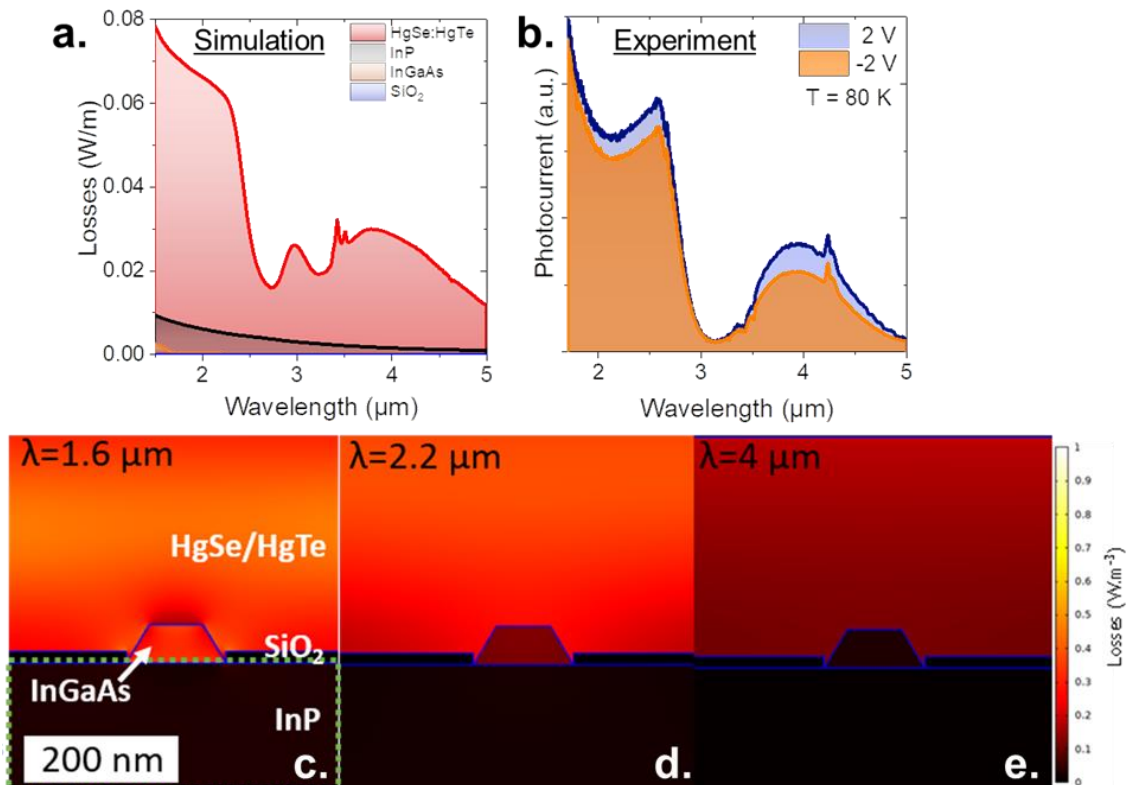 a.
Simulation
HgSe:HgTe
InP
InGaAs
SiO2
0.08
0.06
0.04
0.02
0.00
Losses (W/m)
2 3 4 5
Wavelength (µm)
b.
Experiment
2 V
-2 V
T = 80 K
Photocurrent (a.u.)
2 3 4 5
Wavelength (µm)
λ=1.6 µm
HgSe/HgTe
SiO2
InGaAs
InP
200 nm
c.
λ=2.2 µm
d.
λ=4 µm
e.
1
0.9
0.8
0.7
0.6
0.5
0.4
0.3
0.2
0.1
0
Losses (W.m-3)